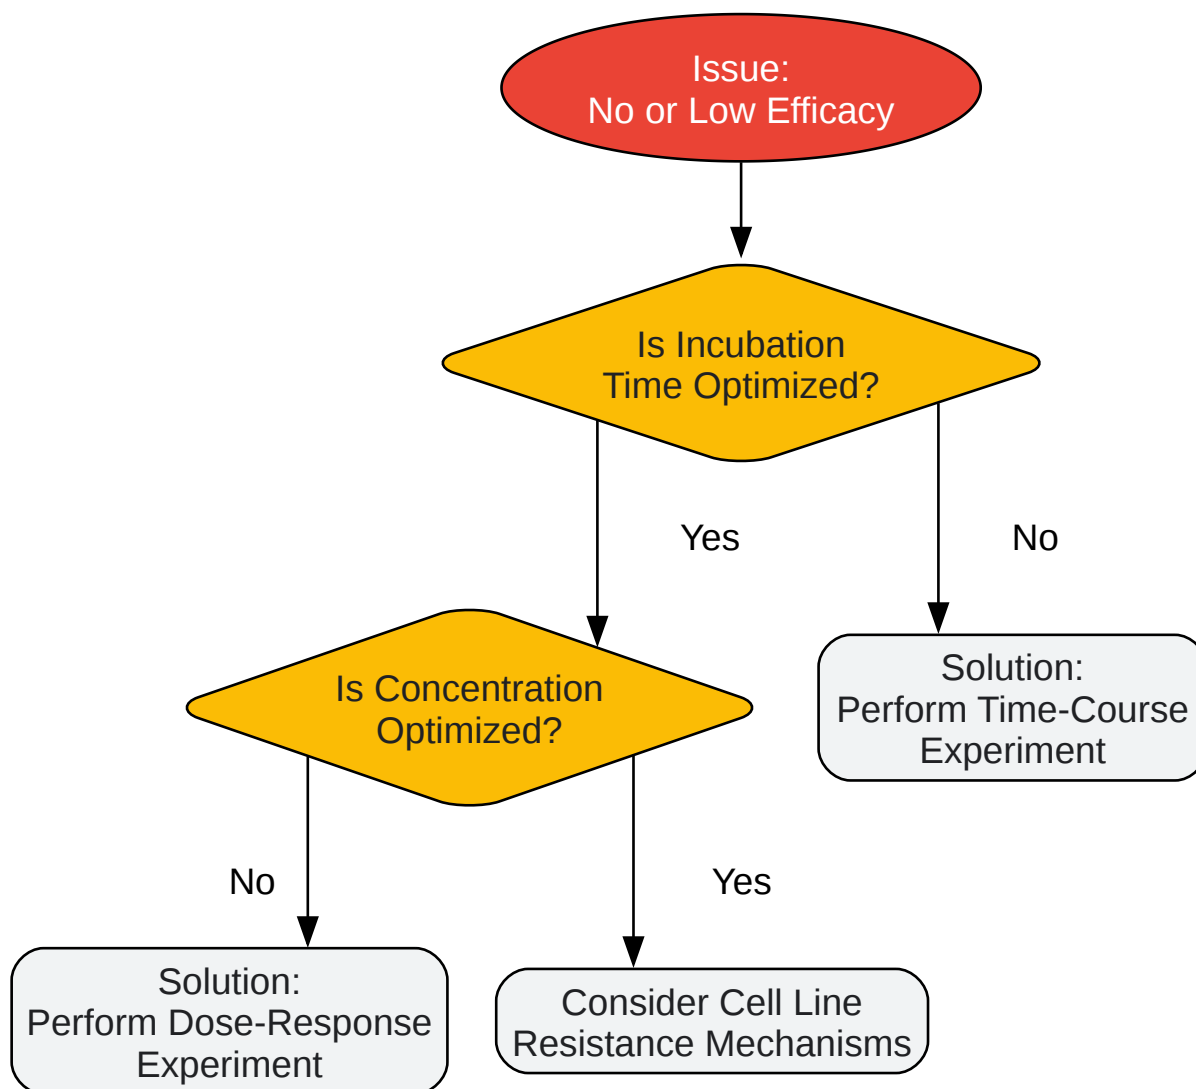 Issue:
No or Low Efficacy
Is Incubation
Time Optimized?
Yes
No
Is Concentration
Optimized?
Solution:
Perform Time-Course
Experiment
No
Yes
Solution:
Perform Dose-Response
Experiment
Consider Cell Line
Resistance Mechanisms